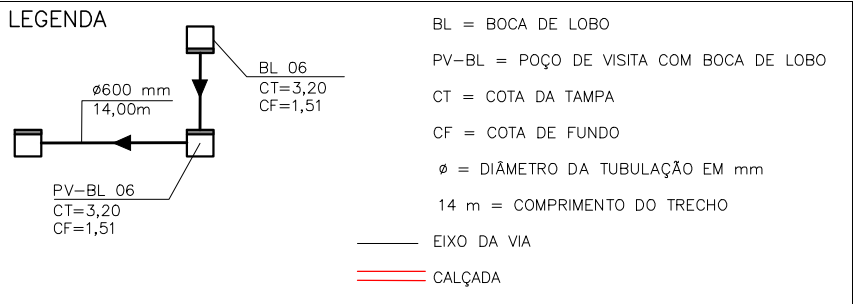 LEGENDA
BL 06
CT=3,20
CF=1,51
ø600 mm
14,00m
PV-BL 06
CT=3,20
CF=1,51
BL = BOCA DE LOBO
PV-BL = POÇO DE VISITA COM BOCA DE LOBO
CT = COTA DA TAMPA
CF = COTA DE FUNDO
ø = DIÂMETRO DA TUBULAÇÃO EM mm
14 m = COMPRIMENTO DO TRECHO
EIXO DA VIA
CALÇADA